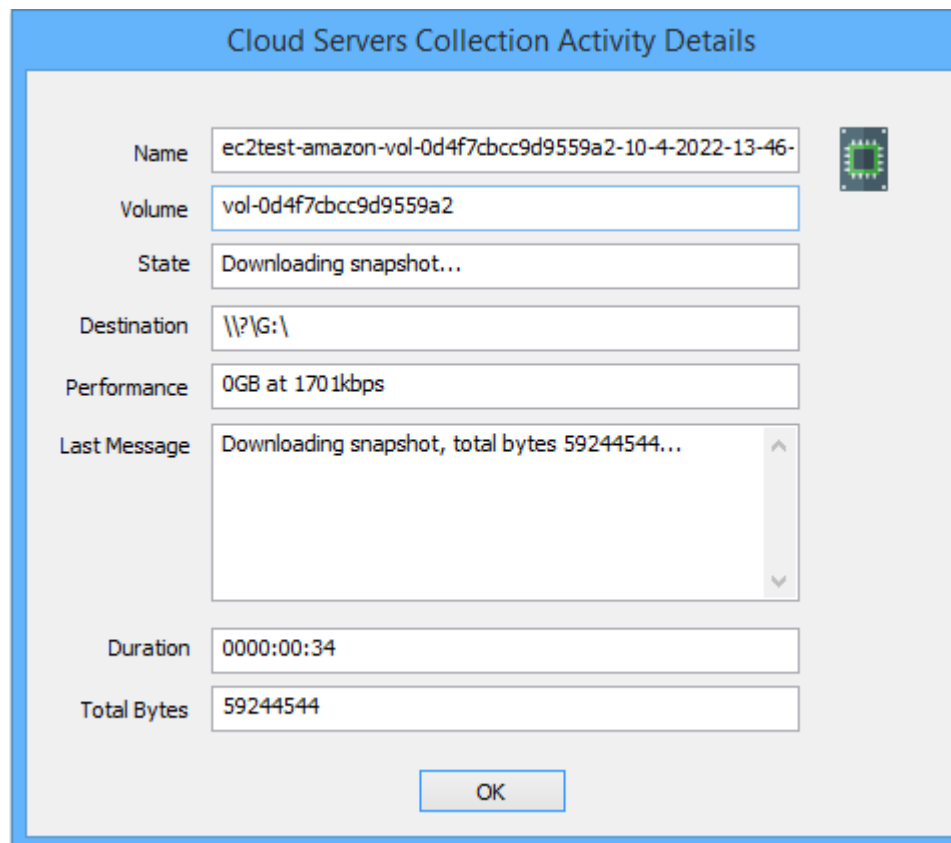 Cloud Servers Collection Activity Details
Name ec2test-amazon-vol-0d4f7cbcc9d9559a2-10-4-2022-13-46-
Volume vol-0d4f7cbcc9d9559a2
State Downloading snapshot...
Destination \\?\G:\
Performance 0GB at 1701kbps
Last Message Downloading snapshot, total bytes 59244544...
Duration 0000:00:34
Total Bytes 59244544
OK